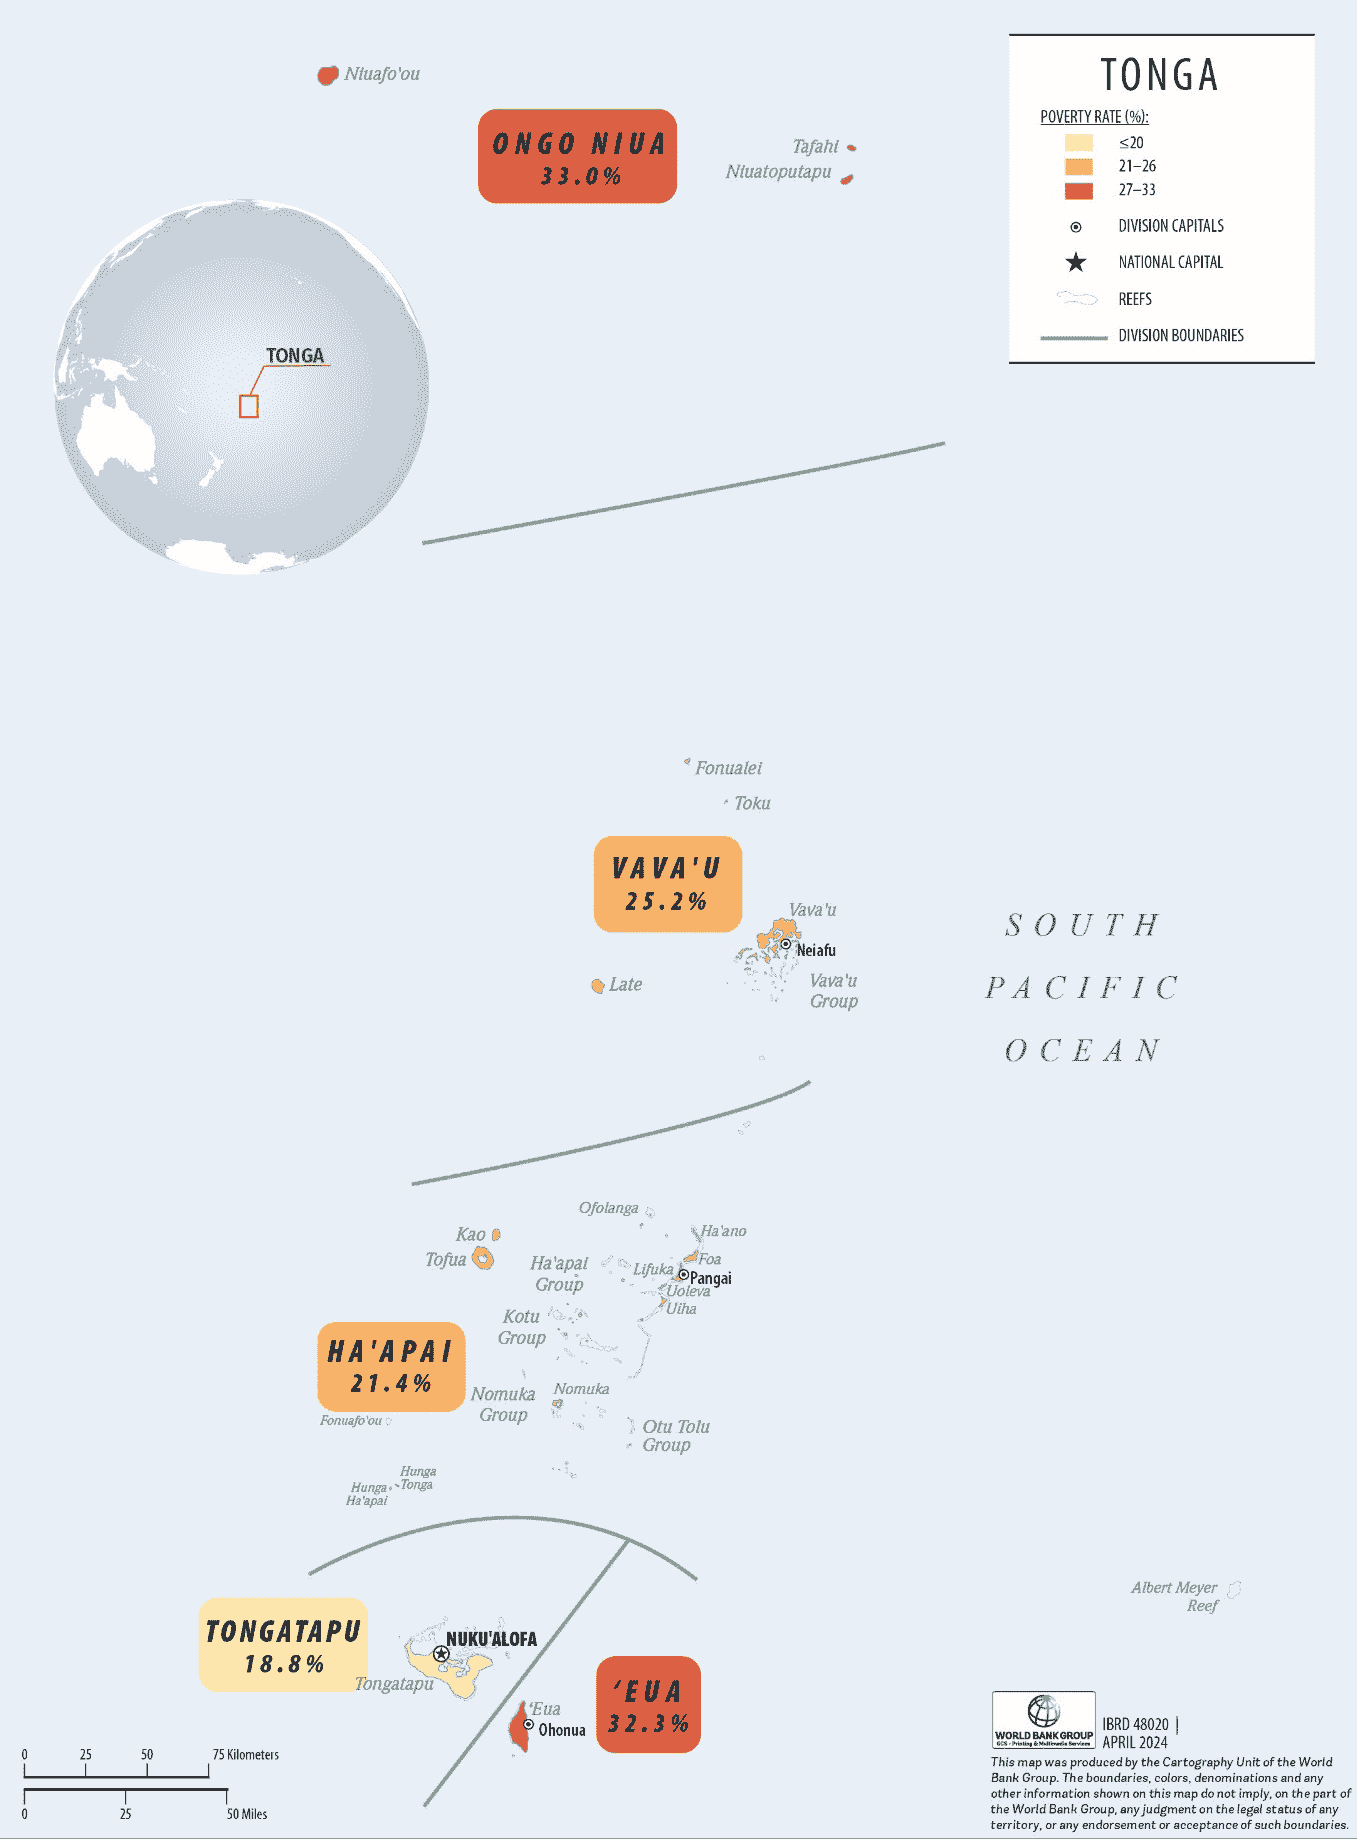 Niuafo'ou
ONGO NIUA
33.0%
Tafahi
Niuatoputapu
TONGA
POVERTY RATE (%):
≤20
21–26
27–33
DIVISION CAPITALS
NATIONAL CAPITAL
REEFS
DIVISION BOUNDARIES
TONGA
Fonualei
Toku
VAVA'U
25.2%
Vava'u
Neiafu
Late
Vava'u
Group
SOUTH
PACIFIC
OCEAN
Ofolanga
Kao
Ha'ano
Tofua
Ha'apai
Group
Foa
Lifuka
Pangai
Uoleva
Uiha
Kotu
Group
HA'APAI
21.4%
Nomuka
Group
Nomuka
Fonuafo'ou
Otu Tolu
Group
Hunga
Tonga
Hunga
Ha'apai
Albert Meyer
Reef
TONGATAPU
18.8%
NUKU'ALOFA
Tongatapu
'EUA
32.3%
'Eua
Ohonua
0 25 50 75 Kilometers
0 25 50 Miles
WORLD BANK GROUP
GCS - Printing & Multimedia Services
IBRD 48020 |
APRIL 2024
This map was produced by the Cartography Unit of the World
Bank Group. The boundaries, colors, denominations and any
other information shown on this map do not imply, on the part of
the World Bank Group, any judgment on the legal status of any
territory, or any endorsement or acceptance of such boundaries.